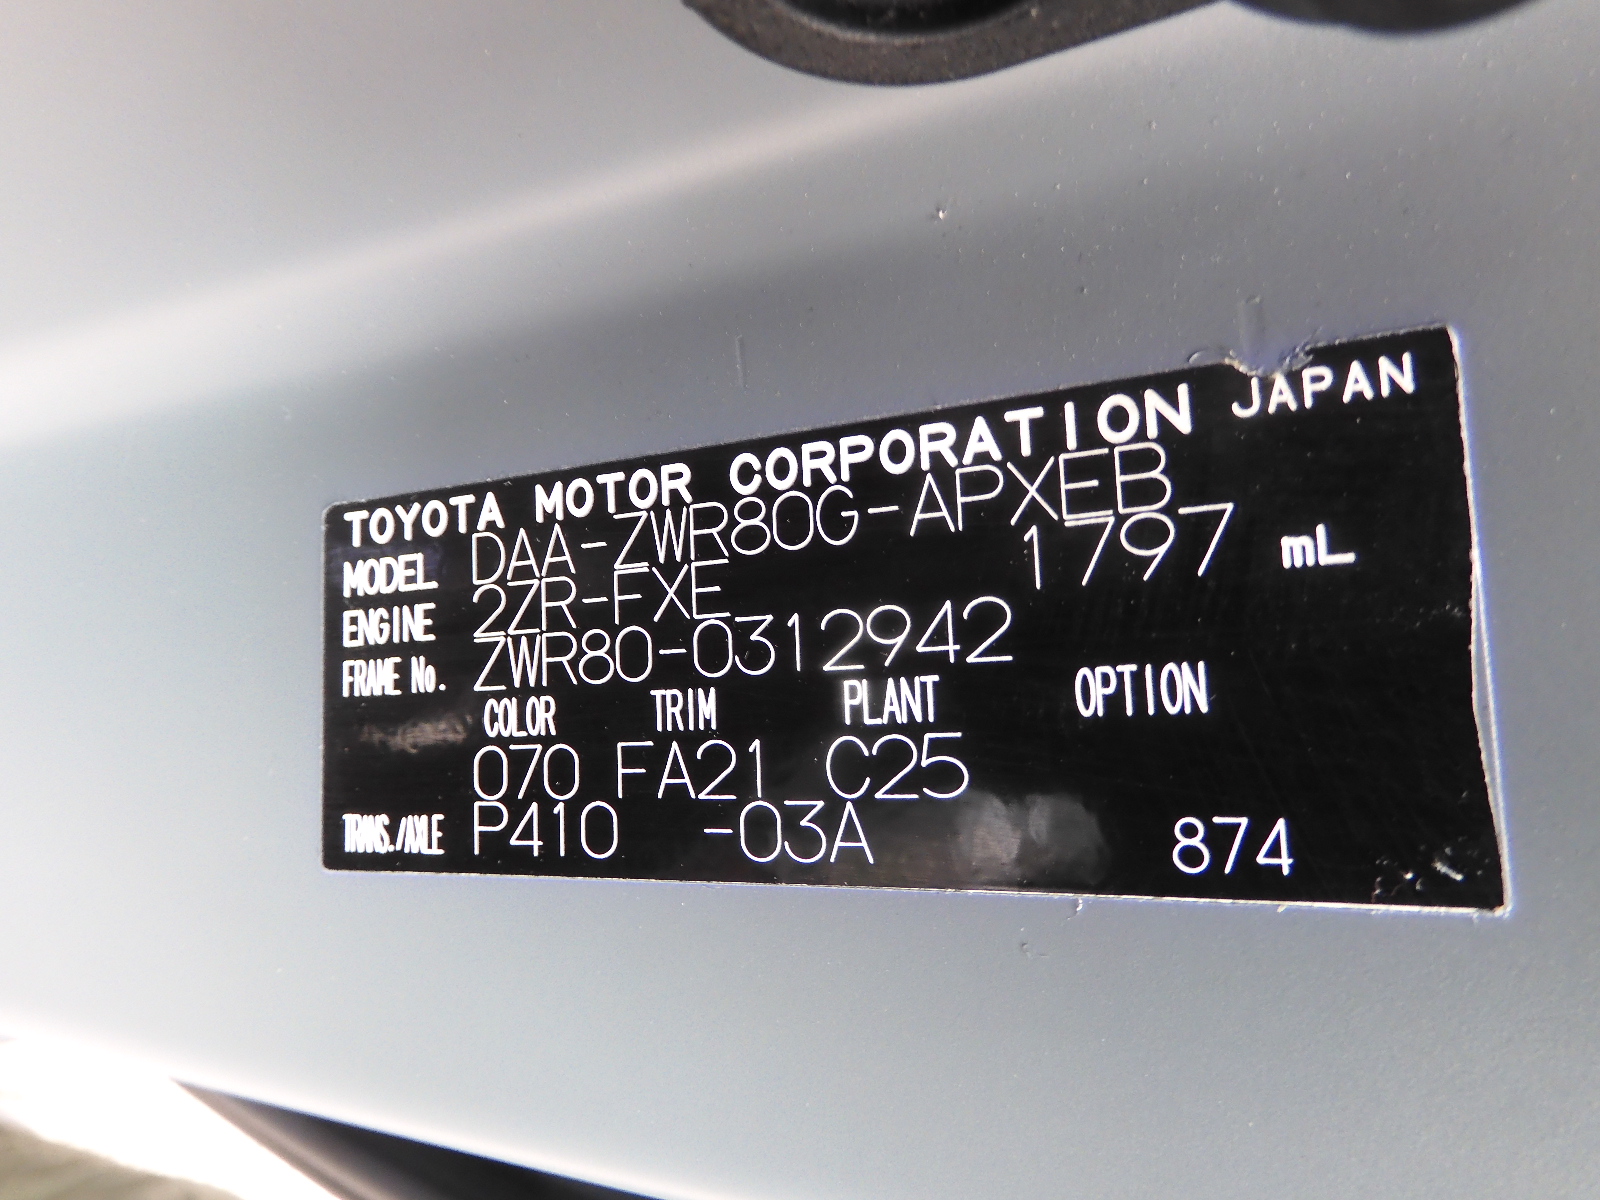 TOYOTA MOTOR CORPORATION JAPAN
MODEL DAA-ZWR80G-APXEB
ENGINE 2ZR-FXE 1797 mL
FRAME No. ZWR80-0312942
COLOR TRIM PLANT OPTION
070 FA21 C25
TRANS./AXLE P410 -03A 874